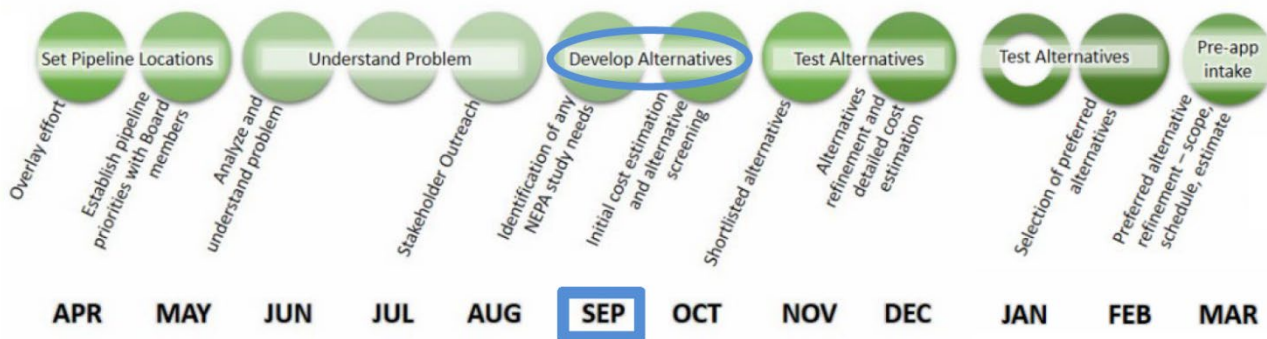 Set Pipeline Locations
Understand Problem
Develop Alternatives
Test Alternatives
Test Alternatives
Pre-app
intake
Overlay effort
Establish pipeline
priorities with Board
members
Analyze and
understand problem
Stakeholder Outreach
Identification of any
NEPA study needs
Initial cost estimation
and alternative
screening
Shortlisted alternatives
Alternatives
refinement and
detailed cost
estimation
Selection of preferred
alternatives
Preferred alternative
refinement – scope,
schedule, estimate
APR MAY JUN JUL AUG SEP OCT NOV DEC JAN FEB MAR